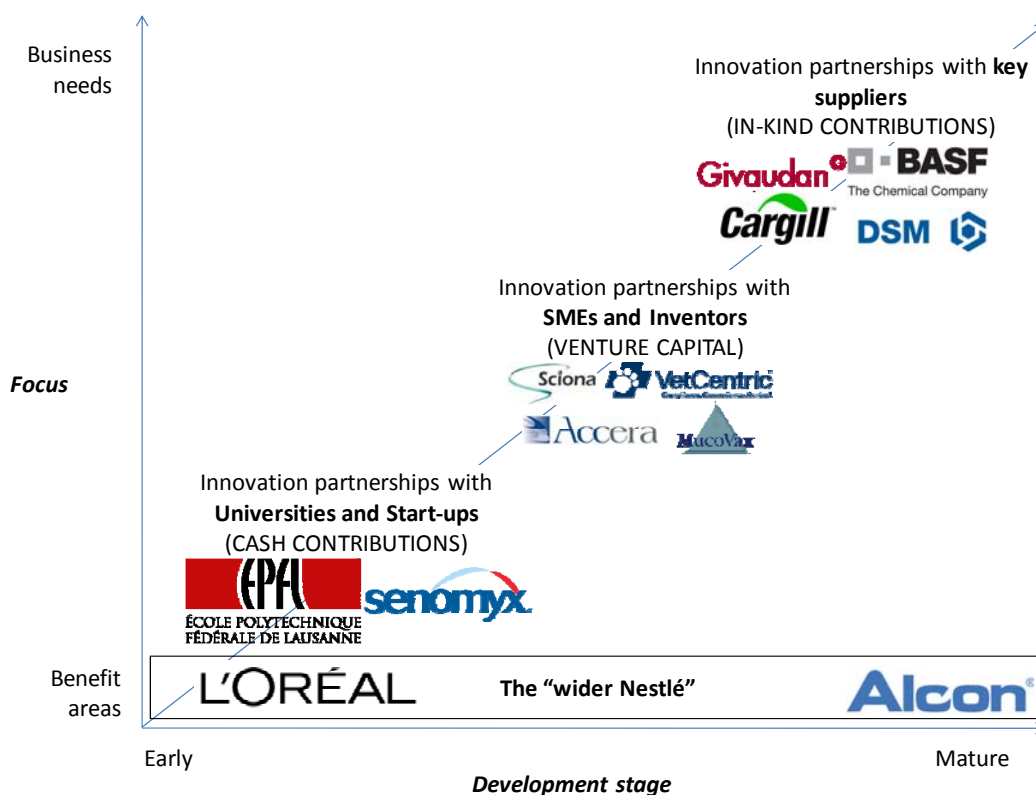 Business
needs
Innovation partnerships with key
suppliers
(IN-KIND CONTRIBUTIONS)
Givaudan
BASF
The Chemical Company
Cargill™
DSM
Innovation partnerships with
SMEs and Inventors
(VENTURE CAPITAL)
Sciona
VetCentric
Accera
MucoVax
Focus
Innovation partnerships with
Universities and Start-ups
(CASH CONTRIBUTIONS)
EPFL
ÉCOLE POLYTECHNIQUE
FÉDÉRALE DE LAUSANNE
senomyx.
Benefit
areas
L'ORÉAL
The “wider Nestlé”
Alcon®
Early
Mature
Development stage